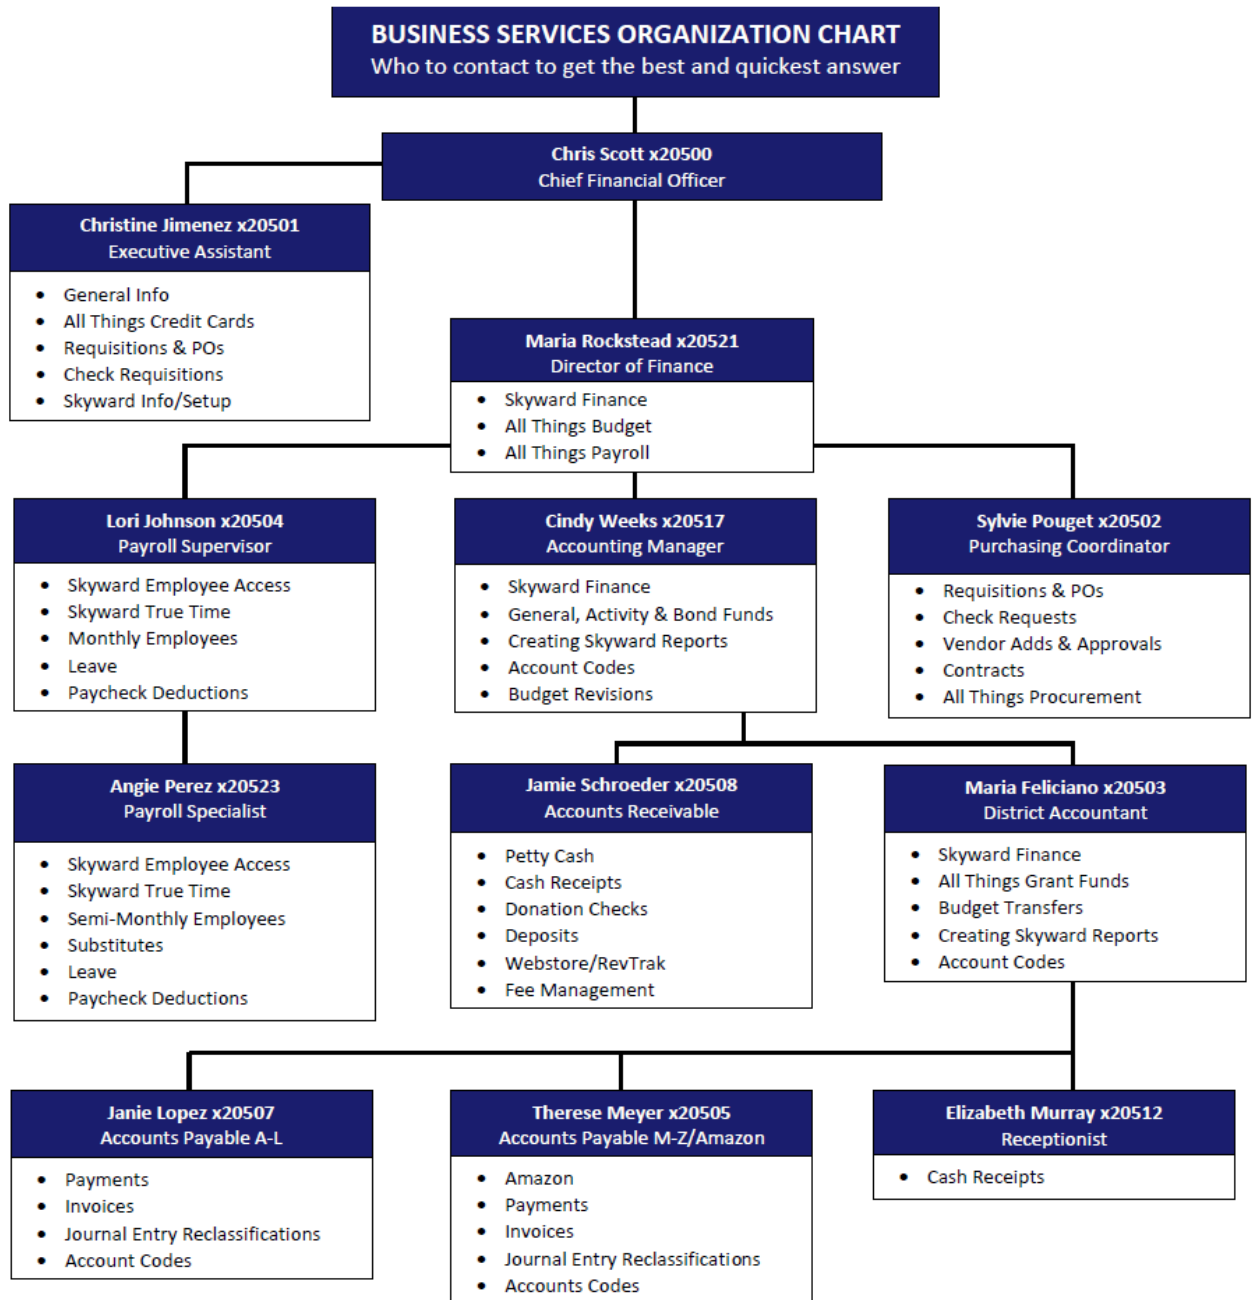 BUSINESS SERVICES ORGANIZATION CHART
Who to contact to get the best and quickest answer
Chris Scott x20500
Chief Financial Officer
Christine Jimenez x20501
Executive Assistant
• General Info
• All Things Credit Cards
• Requisitions & POs
• Check Requisitions
• Skyward Info/Setup
Maria Rockstead x20521
Director of Finance
• Skyward Finance
• All Things Budget
• All Things Payroll
Lori Johnson x20504
Payroll Supervisor
• Skyward Employee Access
• Skyward True Time
• Monthly Employees
• Leave
• Paycheck Deductions
Cindy Weeks x20517
Accounting Manager
• Skyward Finance
• General, Activity & Bond Funds
• Creating Skyward Reports
• Account Codes
• Budget Revisions
Sylvie Pouget x20502
Purchasing Coordinator
• Requisitions & POs
• Check Requests
• Vendor Adds & Approvals
• Contracts
• All Things Procurement
Angie Perez x20523
Payroll Specialist
• Skyward Employee Access
• Skyward True Time
• Semi-Monthly Employees
• Substitutes
• Leave
• Paycheck Deductions
Jamie Schroeder x20508
Accounts Receivable
• Petty Cash
• Cash Receipts
• Donation Checks
• Deposits
• Webstore/RevTrak
• Fee Management
Maria Feliciano x20503
District Accountant
• Skyward Finance
• All Things Grant Funds
• Budget Transfers
• Creating Skyward Reports
• Account Codes
Janie Lopez x20507
Accounts Payable A-L
• Payments
• Invoices
• Journal Entry Reclassifications
• Account Codes
Therese Meyer x20505
Accounts Payable M-Z/Amazon
• Amazon
• Payments
• Invoices
• Journal Entry Reclassifications
• Accounts Codes
Elizabeth Murray x20512
Receptionist
• Cash Receipts